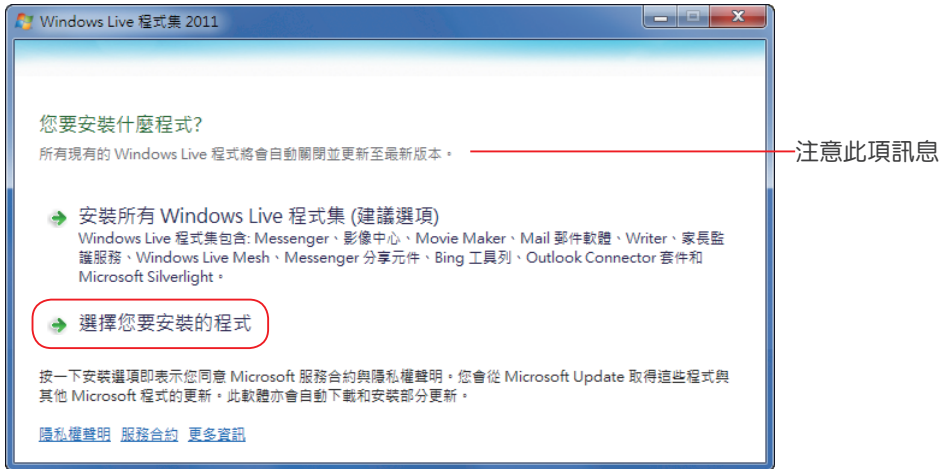 Windows Live 程式集 2011
您要安裝什麼程式?
所有現有的 Windows Live 程式將會自動關閉並更新至最新版本。
注意此項訊息
安裝所有 Windows Live 程式集 (建議選項)
Windows Live 程式集包含: Messenger、影像中心、Movie Maker、Mail 郵件軟體、Writer、家長監
護服務、Windows Live Mesh、Messenger 分享元件、Bing 工具列、Outlook Connector 套件和
Microsoft Silverlight。
選擇您要安裝的程式
按一下安裝選項即表示您同意 Microsoft 服務合約與隱私權聲明。您會從 Microsoft Update 取得這些程式與
其他 Microsoft 程式的更新。此軟體亦會自動下載和安裝部分更新。
隱私權聲明 服務合約 更多資訊